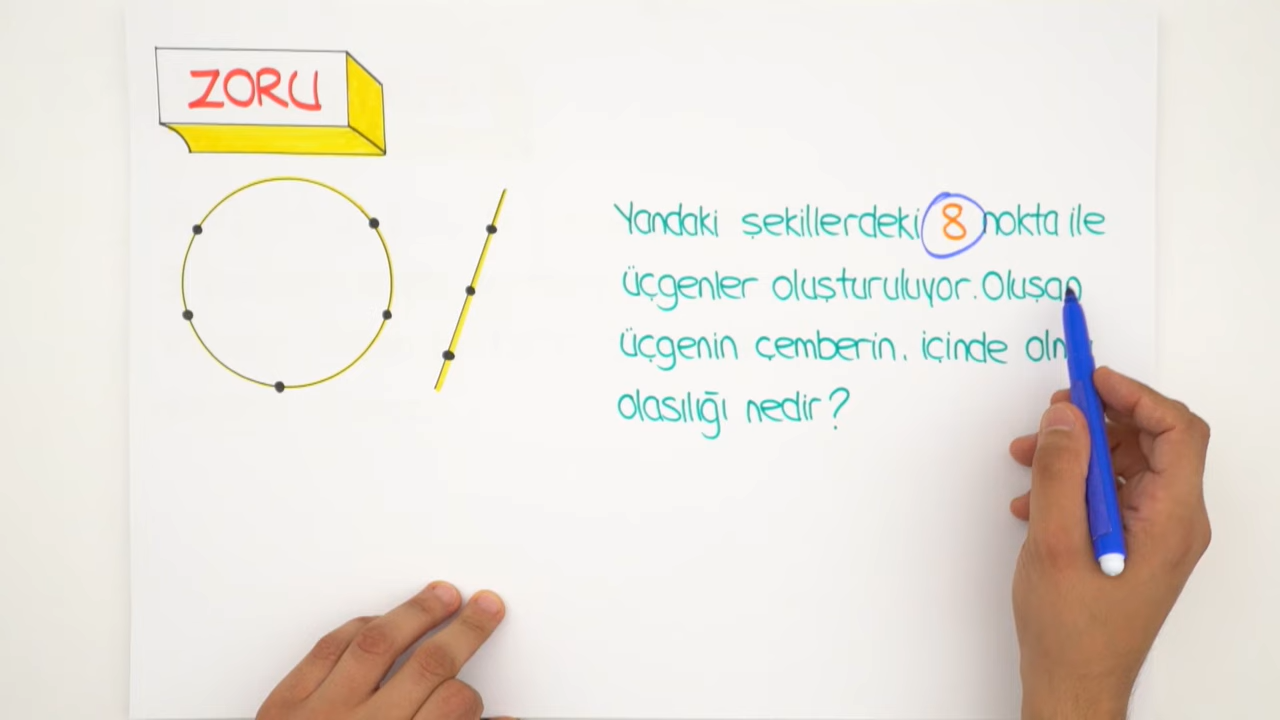 ZORU
Yandaki şekillerdeki 8 nokta ile
üçgenler oluşturuluyor. Oluşan
üçgenin çemberin. içinde
olasılığı nedir?